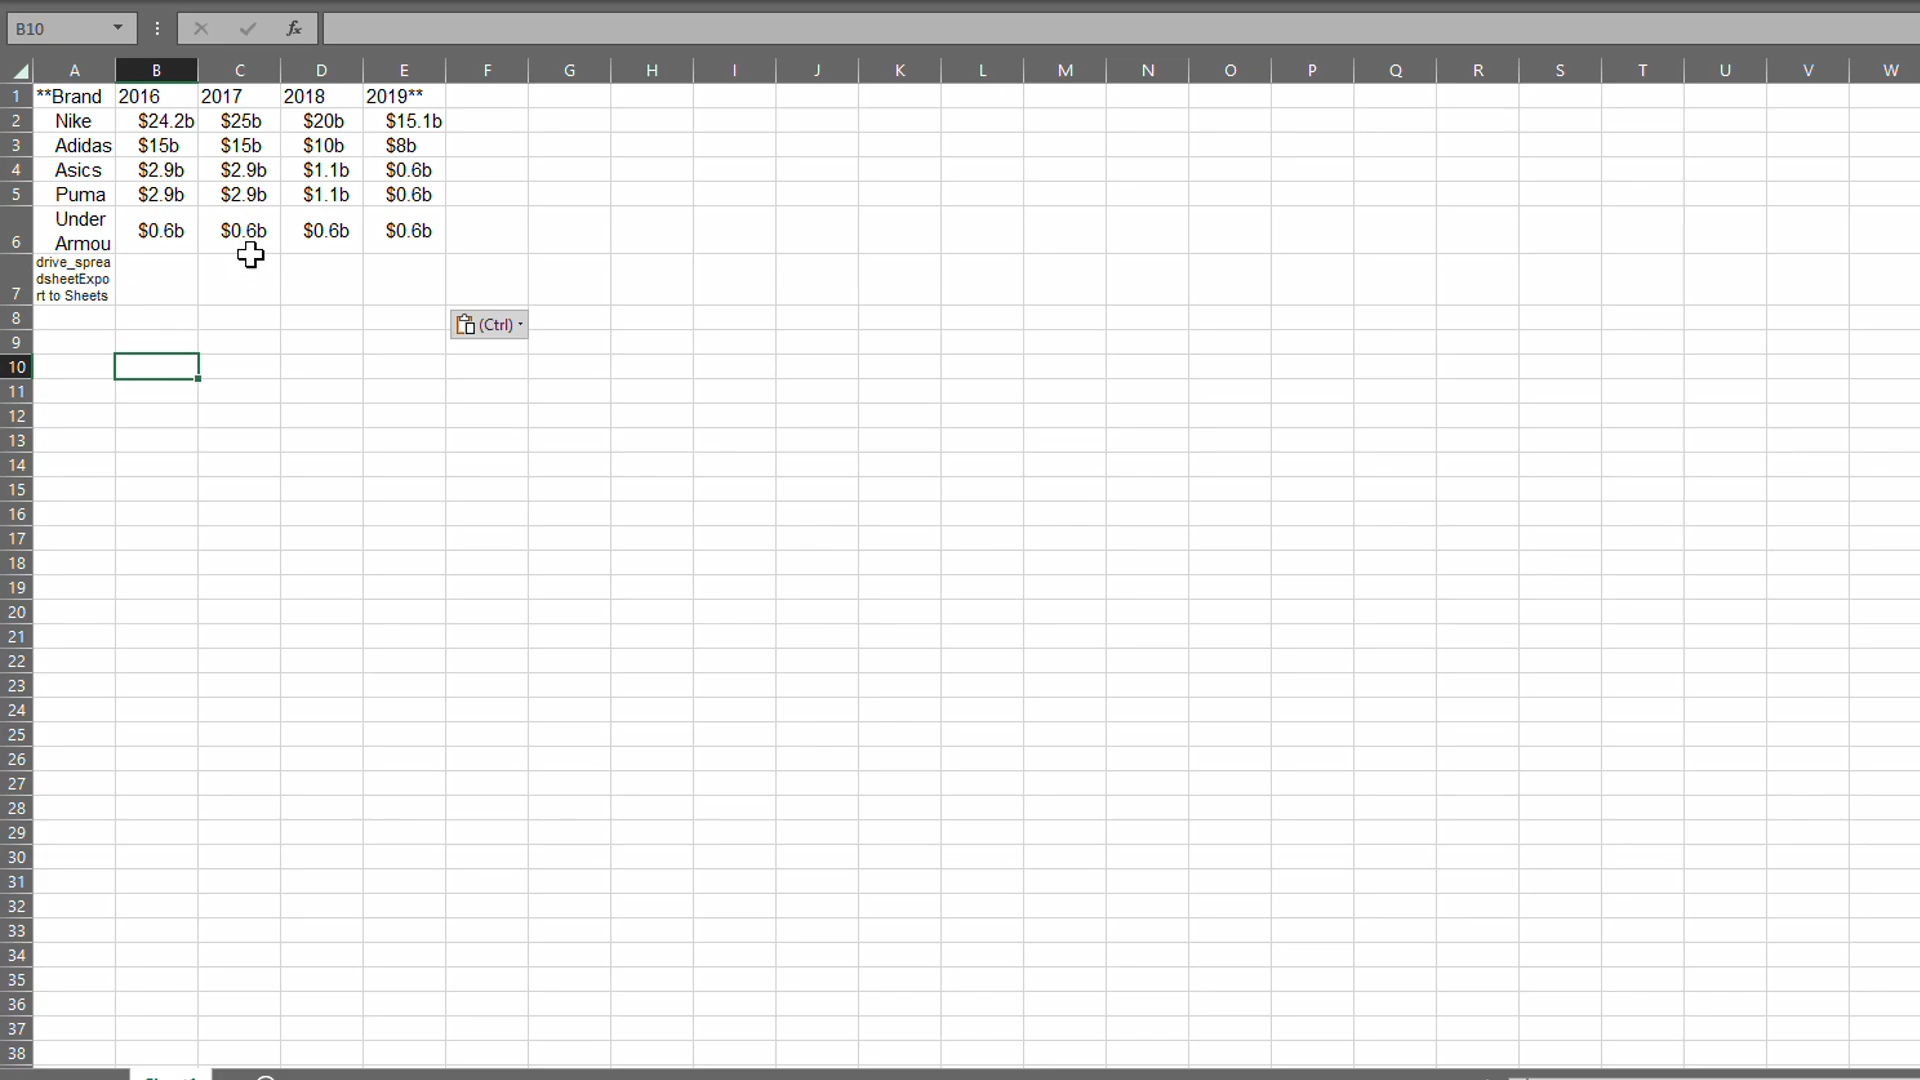 B10 fx
A B C D E F G H I J K L M N O P Q R S T U V W
1 **Brand 2016 2017 2018 2019**
2 Nike $24.2b $25b $20b $15.1b
3 Adidas $15b $15b $10b $8b
4 Asics $2.9b $2.9b $1.1b $0.6b
5 Puma $2.9b $2.9b $1.1b $0.6b
Under
6 Armou $0.6b $0.6b $0.6b $0.6b
drive_sprea
dsheetExpo
7 rt to Sheets
8 (Ctrl)
9
10
11
12
13
14
15
16
17
18
19
20
21
22
23
24
25
26
27
28
29
30
31
32
33
34
35
36
37
38